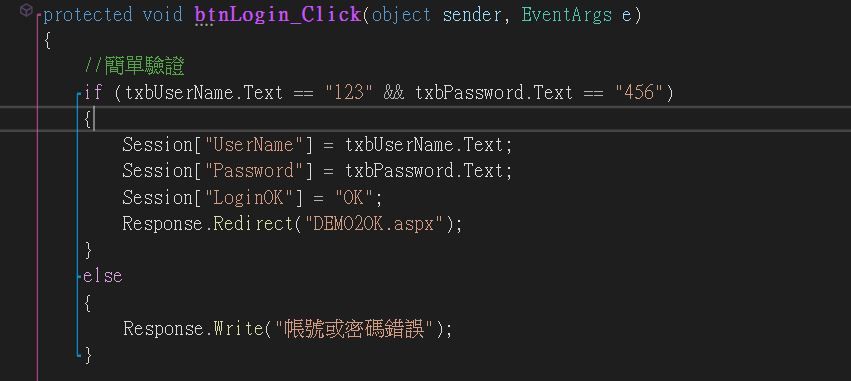 protected void btnLogin_Click(object sender, EventArgs e)
{
//簡單驗證
if (txbUserName.Text == "123" && txbPassword.Text == "456")
{
Session["UserName"] = txbUserName.Text;
Session["Password"] = txbPassword.Text;
Session["LoginOK"] = "OK";
Response.Redirect("DEMO2OK.aspx");
}
else
{
Response.Write("帳號或密碼錯誤");
}